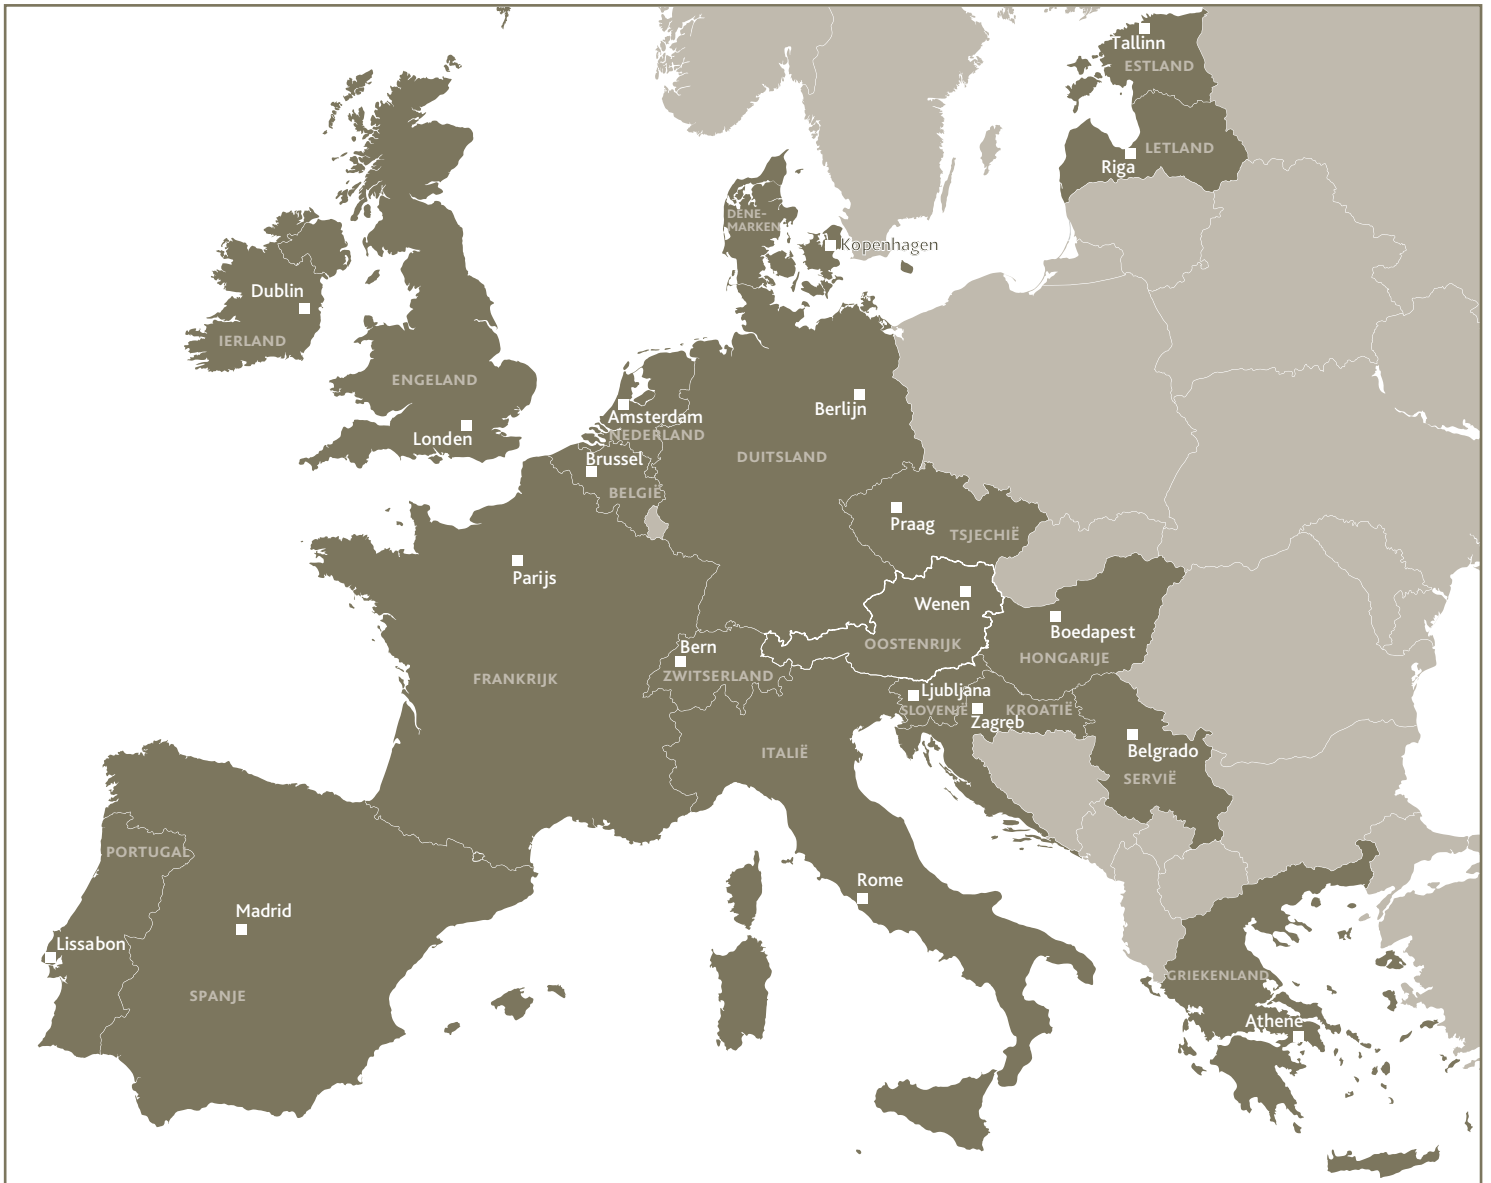 Tallinn
ESTLAND
LETLAND
Riga
DENE-
MARKEN
Kopenhagen
Dublin
IERLAND
ENGELAND
Londen
Amsterdam
NEDERLAND
Brussel
BELGIË
Berlijn
DUITSLAND
Praag
TSJECHIË
Parijs
Wenen
OOSTENRIJK
Boedapest
HONGARIJE
Bern
ZWITSERLAND
FRANKRIJK
Ljubljana
SLOVENIË
Zagreb
KROATIË
ITALIË
Belgrado
SERVIË
PORTUGAL
Madrid
Lissabon
SPANJE
Rome
GRIEKENLAND
Athene